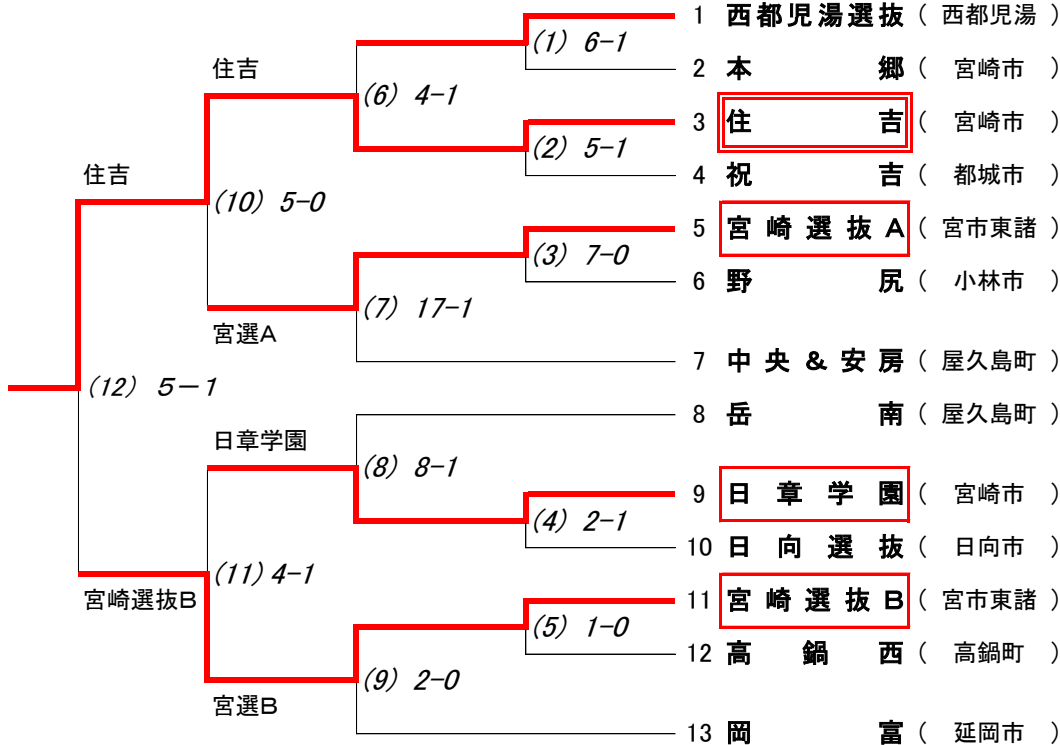 1 西都児湯選抜 ( 西都児湯 )
(1) 6-1
住吉
2 本 郷 ( 宮崎市 )
(6) 4-1
3 住 吉 ( 宮崎市 )
(2) 5-1
住吉
4 祝 吉 ( 都城市 )
(10) 5-0
5 宮崎選抜A ( 宮市東諸 )
(3) 7-0
6 野 尻 ( 小林市 )
(7) 17-1
宮選A
7 中央&安房 ( 屋久島町 )
(12) 5-1
8 岳 南 ( 屋久島町 )
日章学園
(8) 8-1
9 日章学園 ( 宮崎市 )
(4) 2-1
10 日向選抜 ( 日向市 )
(11) 4-1
宮崎選抜B
11 宮崎選抜B ( 宮市東諸 )
(5) 1-0
12 高鍋西 ( 高鍋町 )
(9) 2-0
宮選B
13 岡 富 ( 延岡市 )